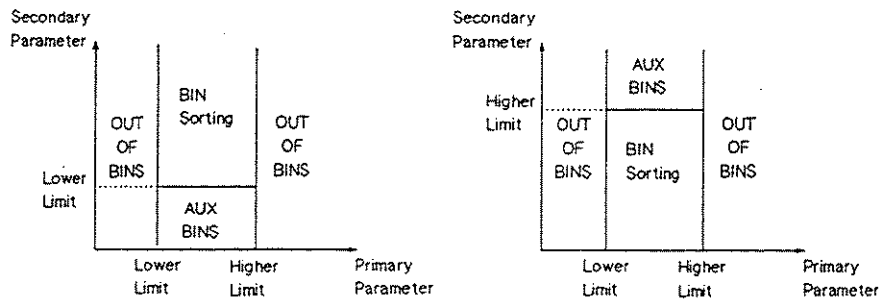 Secondary
Parameter
BIN
Sorting
OUT
OF
BINS
OUT
OF
BINS
Lower
Limit
AUX
BINS
Lower
Limit
Higher
Limit
Primary
Parameter
Secondary
Parameter
AUX
BINS
Higher
Limit
OUT
OF
BINS
BIN
Sorting
OUT
OF
BINS
Lower
Limit
Higher
Limit
Primary
Parameter